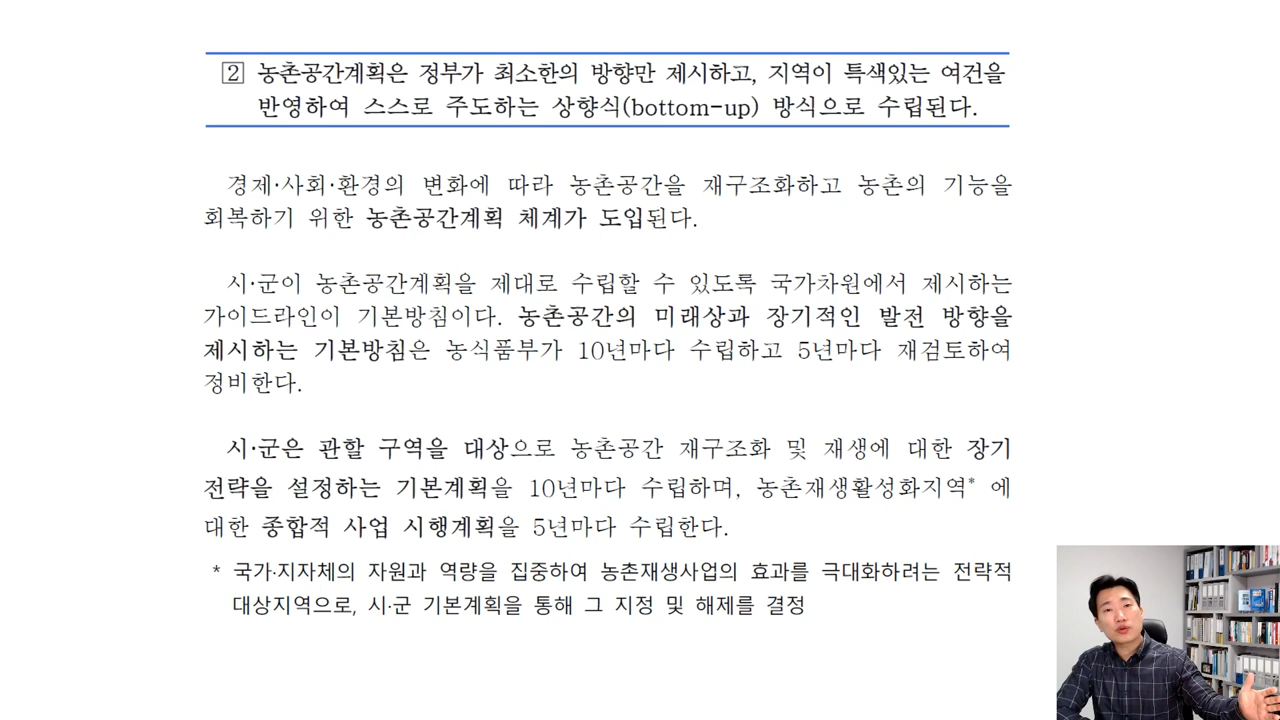 2 농촌공간계획은 정부가 최소한의 방향만 제시하고, 지역이 특색있는 여건을
반영하여 스스로 주도하는 상향식(bottom-up) 방식으로 수립된다.
경제·사회·환경의 변화에 따라 농촌공간을 재구조화하고 농촌의 기능을
회복하기 위한 농촌공간계획 체계가 도입된다.
시·군이 농촌공간계획을 제대로 수립할 수 있도록 국가차원에서 제시하는
가이드라인이 기본방침이다. 농촌공간의 미래상과 장기적인 발전 방향을
제시하는 기본방침은 농식품부가 10년마다 수립하고 5년마다 재검토하여
정비한다.
시·군은 관할 구역을 대상으로 농촌공간 재구조화 및 재생에 대한 장기
전략을 설정하는 기본계획을 10년마다 수립하며, 농촌재생활성화지역* 에
대한 종합적 사업 시행계획을 5년마다 수립한다.
* 국가·지자체의 자원과 역량을 집중하여 농촌재생사업의 효과를 극대화하려는 전략적
대상지역으로, 시·군 기본계획을 통해 그 지정 및 해제를 결정